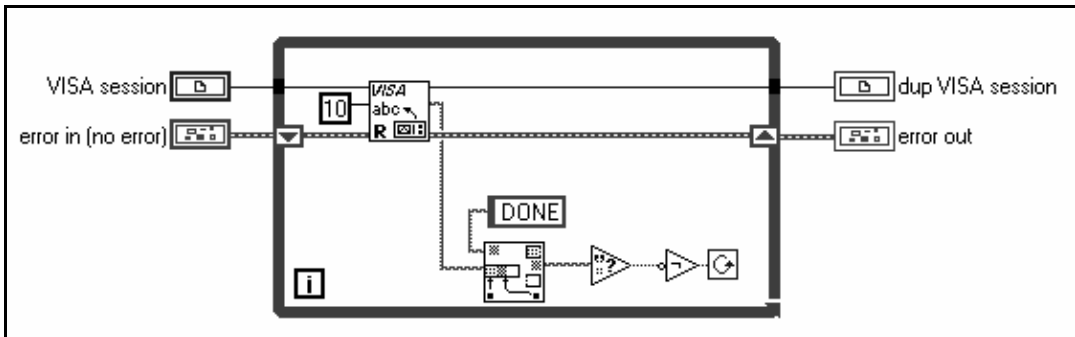 VISA session
dup VISA session
VISA
abc
R
10
error in (no error)
error out
DONE
"?
i